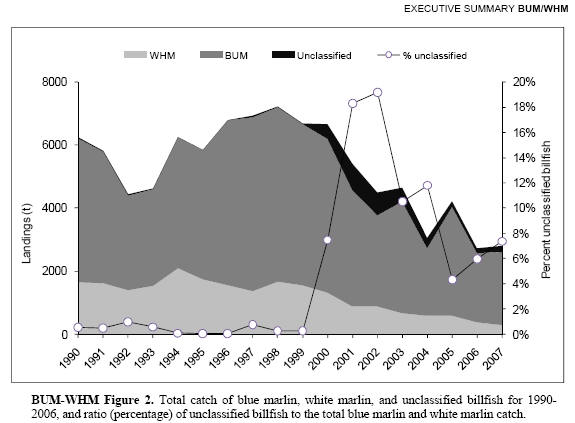 EXECUTIVE SUMMARY BUM/WHM
WHM BUM Unclassified % unclassified
8000 20%
18%
6000 16%
14%
12%
4000 10%
8%
2000 6%
4%
2%
0 0%
Landings (t)
Percent unclassified billfish
1990 1991 1992 1993 1994 1995 1996 1997 1998 1999 2000 2001 2002 2003 2004 2005 2006 2007
BUM-WHM Figure 2. Total catch of blue marlin, white marlin, and unclassified billfish for 1990-
2006, and ratio (percentage) of unclassified billfish to the total blue marlin and white marlin catch.